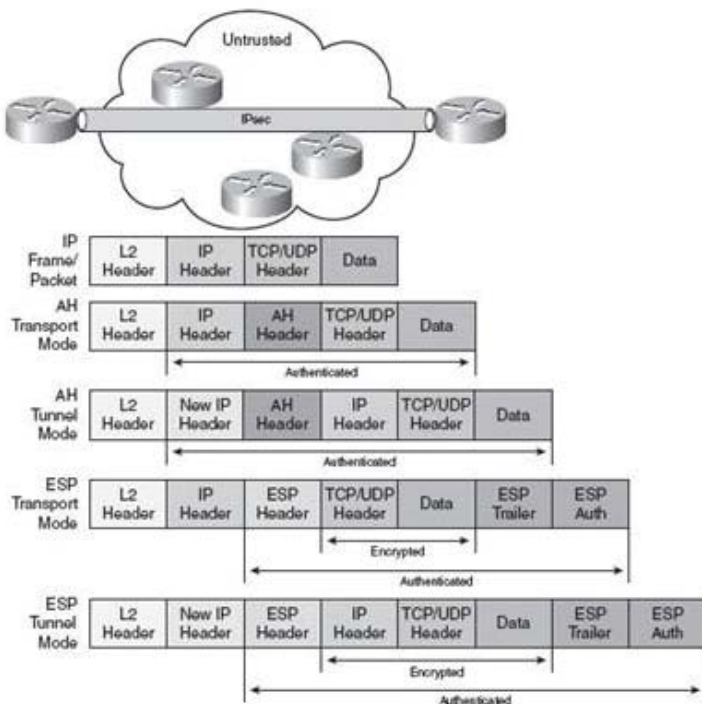 Untrusted
IPsec
IP
Frame/
Packet
L2
Header
IP
Header
TCP/UDP
Header
Data
AH
Transport
Mode
L2
Header
IP
Header
AH
Header
TCP/UDP
Header
Data
Authenticated
AH
Tunnel
Mode
L2
Header
New IP
Header
AH
Header
IP
Header
TCP/UDP
Header
Data
Authenticated
ESP
Transport
Mode
L2
Header
IP
Header
ESP
Header
TCP/UDP
Header
Data
ESP
Trailer
ESP
Auth
Encrypted
Authenticated
ESP
Tunnel
Mode
L2
Header
New IP
Header
ESP
Header
IP
Header
TCP/UDP
Header
Data
ESP
Trailer
ESP
Auth
Encrypted
Authenticated